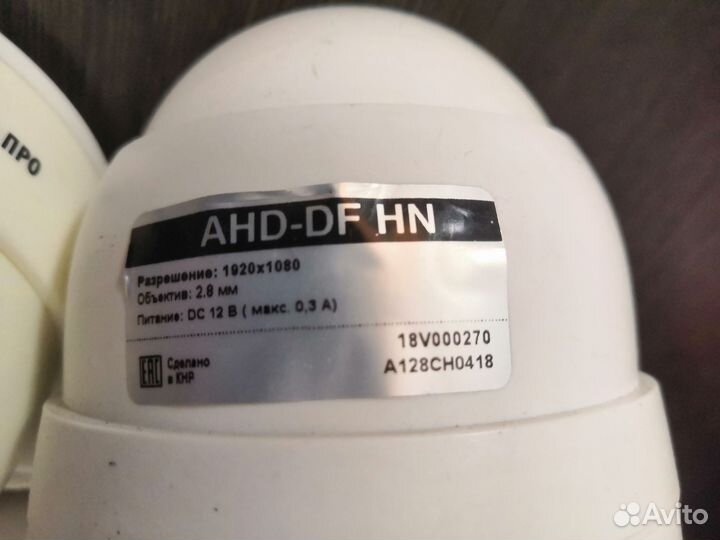 ПРО
AHD-DF HN
Разрешение: 1920x1080
Объектив: 2.8 мм
Питание: DC 12 В ( макс. 0,3 А)
18V000270
A128CH0418
EAC
Сделано
в КНР
Avito